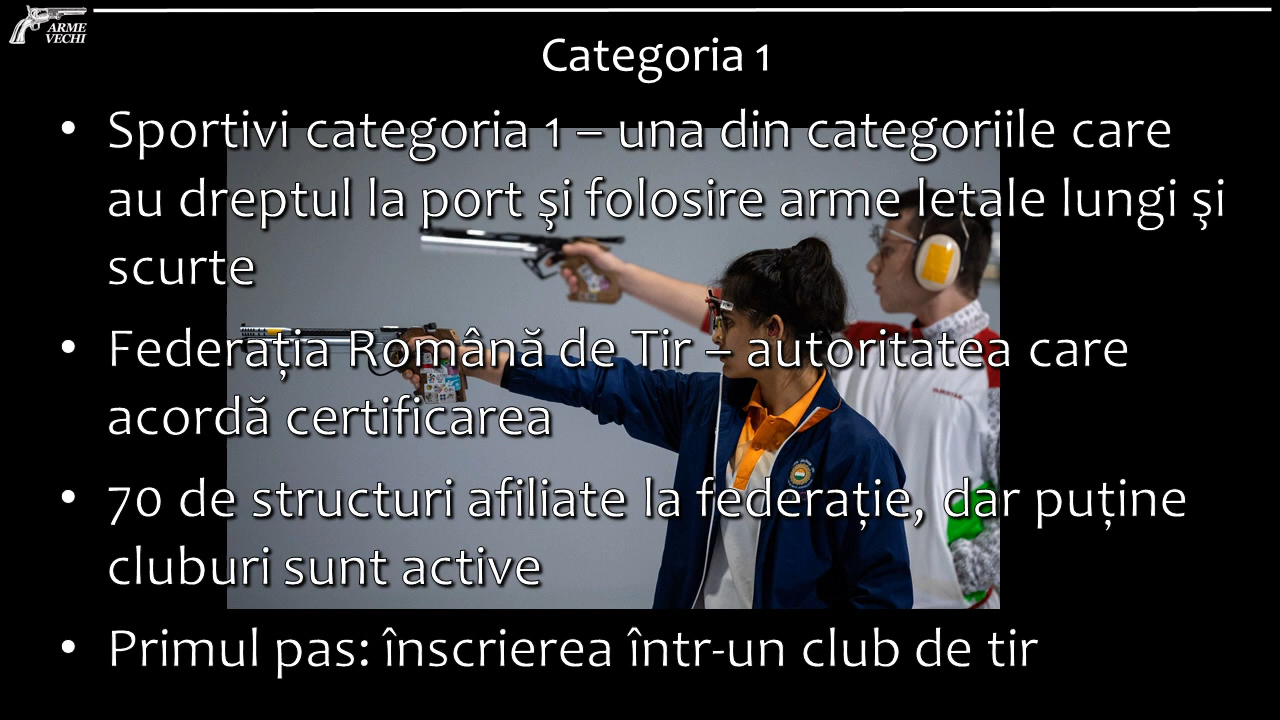 ARME
VECHI
Categoria 1
• Sportivi categoria 1 – una din categoriile care
au dreptul la port şi folosire arme letale lungi şi
scurte
• Federația Română de Tir – autoritatea care
acordă certificarea
• 70 de structuri afiliate la federație, dar puține
cluburi sunt active
• Primul pas: înscrierea într-un club de tir